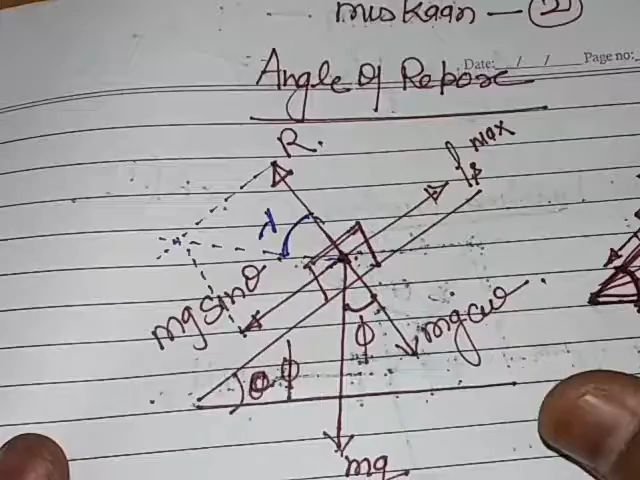 muskaan - 2
Angle of Repose
Date: / / Page no:
R.
f max
λ
mg sinθ
mg cosθ
ϕ
θ ϕ
mg